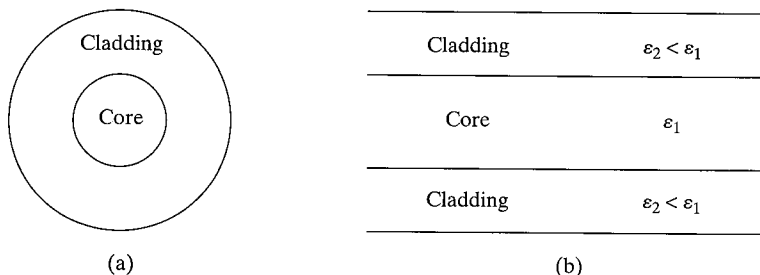 Cladding
Core
(a)
Cladding ε₂ < ε₁
Core ε₁
Cladding ε₂ < ε₁
(b)